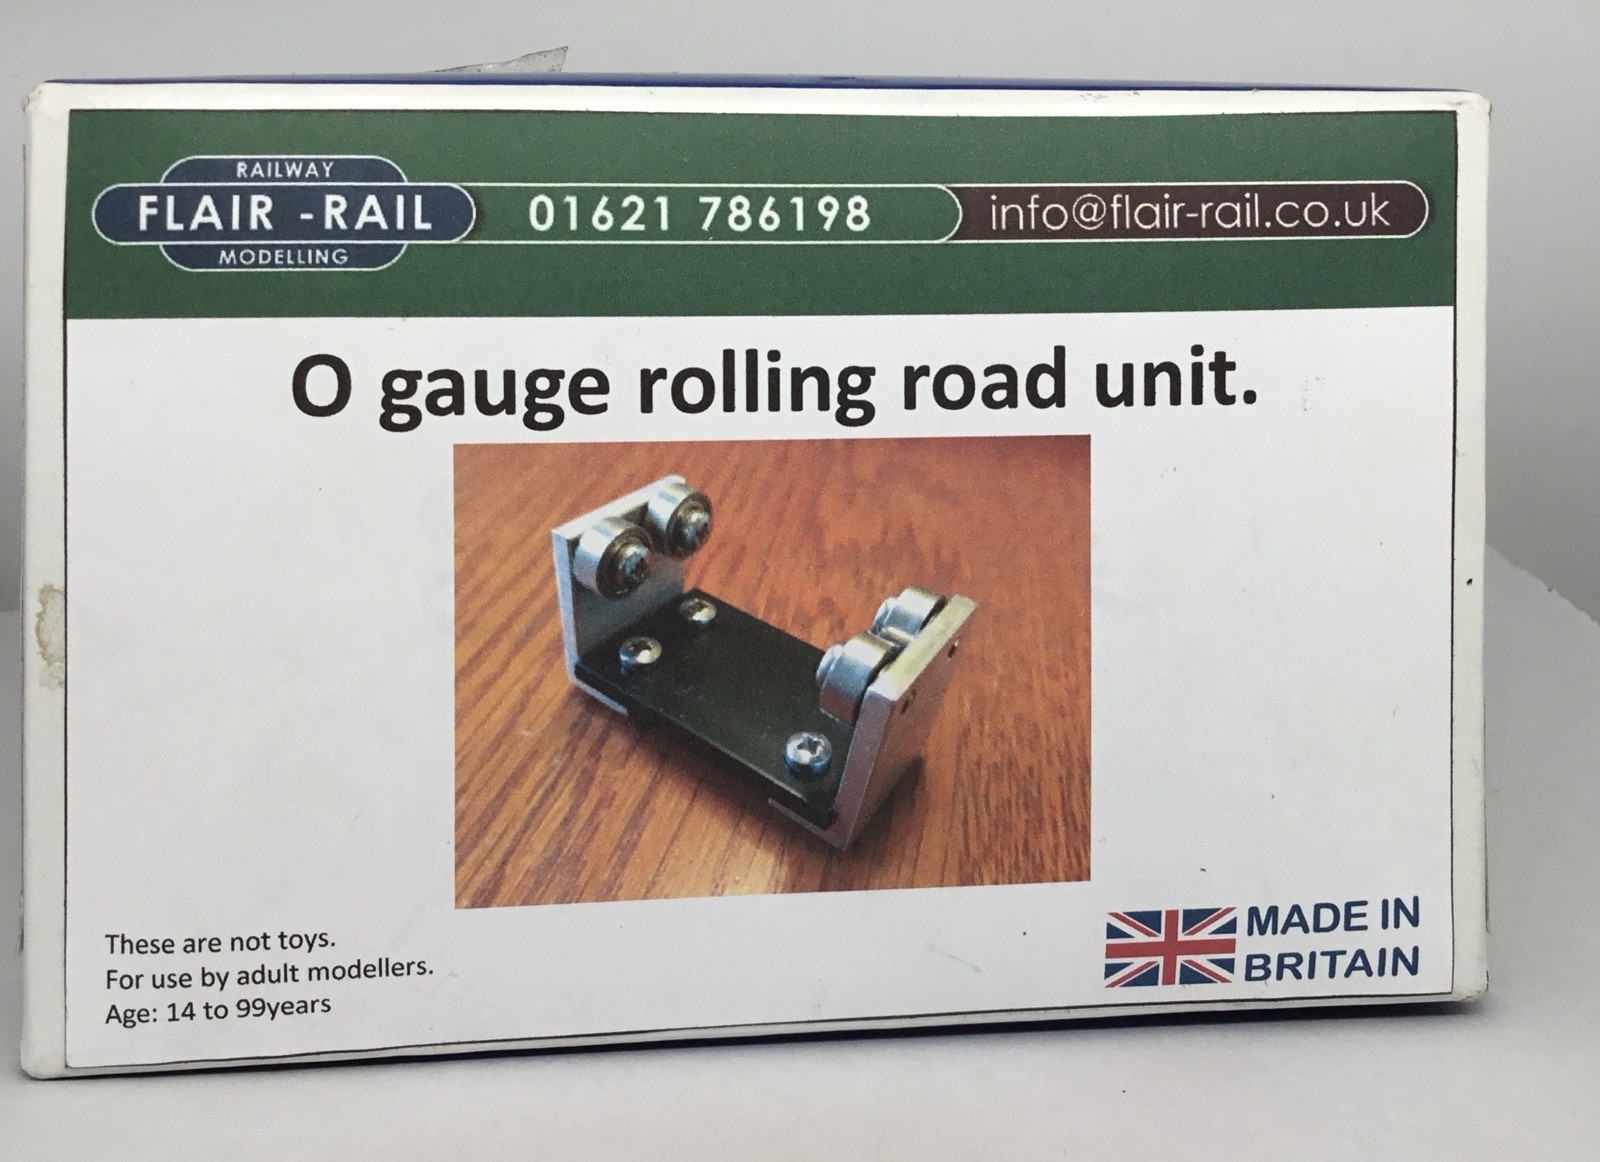 RAILWAY
FLAIR -RAIL
MODELLING
01621 786198
info@flair-rail.co.uk
O gauge rolling road unit.
These are not toys.
For use by adult modellers.
Age: 14 to 99years
MADE IN
BRITAIN